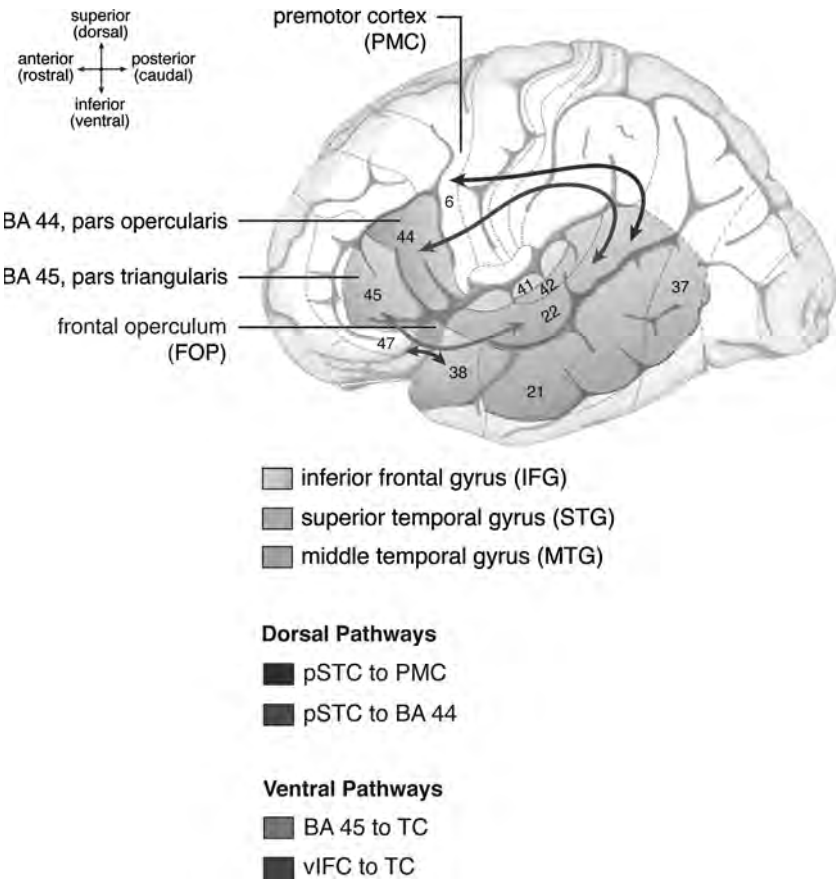 superior
(dorsal)
anterior
(rostral)
posterior
(caudal)
inferior
(ventral)
premotor cortex
(PMC)
BA 44, pars opercularis
BA 45, pars triangularis
frontal operculum
(FOP)
6
44
45
47
41
42
22
37
38
21
inferior frontal gyrus (IFG)
superior temporal gyrus (STG)
middle temporal gyrus (MTG)
Dorsal Pathways
pSTC to PMC
pSTC to BA 44
Ventral Pathways
BA 45 to TC
vIFC to TC